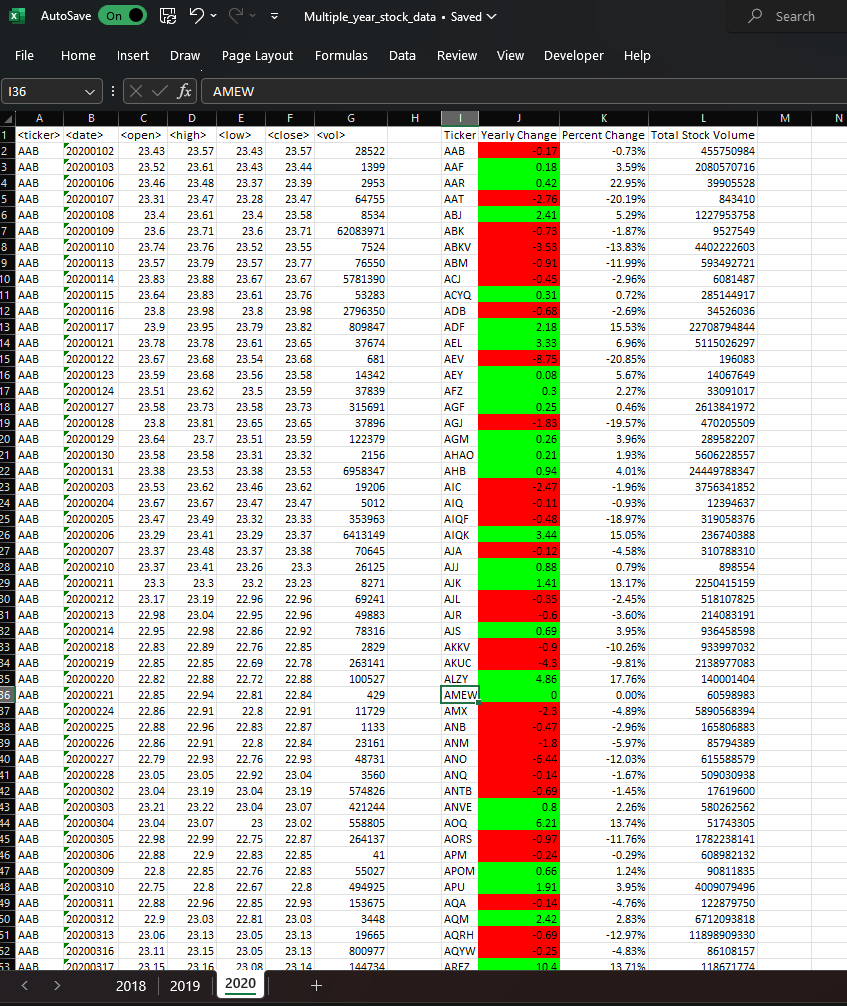 AutoSave On Multiple_year_stock_data • Saved Search
File Home Insert Draw Page Layout Formulas Data Review View Developer Help
I36 fx AMEW
A B C D E F G H I J K L M N
1 <ticker> <date> <open> <high> <low> <close> <vol> Ticker Yearly Change Percent Change Total Stock Volume
2 AAB 20200102 23.43 23.57 23.43 23.57 28522 AAB -0.17 -0.73% 455750984
3 AAB 20200103 23.52 23.61 23.43 23.44 1399 AAF 0.18 3.59% 2080570716
4 AAB 20200106 23.46 23.48 23.37 23.39 2953 AAR 0.42 22.95% 39905528
5 AAB 20200107 23.31 23.47 23.28 23.47 64755 AAT -2.76 -20.19% 843410
6 AAB 20200108 23.4 23.61 23.4 23.58 8534 ABJ 2.41 5.29% 1227953758
7 AAB 20200109 23.6 23.71 23.6 23.71 62083971 ABK -0.73 -1.87% 9527549
8 AAB 20200110 23.74 23.76 23.52 23.55 7524 ABKV -3.53 -13.83% 4402222603
9 AAB 20200113 23.57 23.79 23.57 23.77 76550 ABM -0.91 -11.99% 593492721
10 AAB 20200114 23.83 23.88 23.67 23.67 5781390 ACJ -0.45 -2.96% 6081487
11 AAB 20200115 23.64 23.83 23.61 23.76 53283 ACYQ 0.31 0.72% 285144917
12 AAB 20200116 23.8 23.98 23.8 23.98 2796350 ADB -0.68 -2.69% 34526036
13 AAB 20200117 23.9 23.95 23.79 23.82 809847 ADF 2.18 15.53% 22708794844
14 AAB 20200121 23.78 23.78 23.61 23.65 37674 AEL 3.33 6.96% 5115026297
15 AAB 20200122 23.67 23.68 23.54 23.68 681 AEV -8.75 -20.85% 196083
16 AAB 20200123 23.59 23.68 23.56 23.58 14342 AEY 0.08 5.67% 14067649
17 AAB 20200124 23.51 23.62 23.5 23.59 37839 AFZ 0.3 2.27% 33091017
18 AAB 20200127 23.58 23.73 23.58 23.73 315691 AGF 0.25 0.46% 2613841972
19 AAB 20200128 23.8 23.81 23.65 23.65 37896 AGJ -1.83 -19.57% 470205509
20 AAB 20200129 23.64 23.7 23.51 23.59 122379 AGM 0.26 3.96% 289582207
21 AAB 20200130 23.58 23.58 23.31 23.32 2156 AHAO 0.21 1.93% 5606228557
22 AAB 20200131 23.38 23.53 23.38 23.53 6958347 AHB 0.94 4.01% 24449788347
23 AAB 20200203 23.53 23.62 23.46 23.62 19206 AIC -2.47 -1.96% 3756341852
24 AAB 20200204 23.67 23.67 23.47 23.47 5012 AIQ -0.11 -0.93% 12394637
25 AAB 20200205 23.47 23.49 23.32 23.33 353963 AIQF -0.48 -18.97% 319058376
26 AAB 20200206 23.29 23.41 23.29 23.37 6413149 AIQK 3.44 15.05% 236740388
27 AAB 20200207 23.37 23.48 23.37 23.38 70645 AJA -0.12 -4.58% 310788310
28 AAB 20200210 23.37 23.41 23.26 23.3 26125 AJJ 0.88 0.79% 898554
29 AAB 20200211 23.3 23.3 23.2 23.23 8271 AJK 1.41 13.17% 2250415159
30 AAB 20200212 23.17 23.19 22.96 22.96 69241 AJL -0.35 -2.45% 518107825
31 AAB 20200213 22.98 23.04 22.95 22.96 49883 AJR -0.6 -3.60% 214083191
32 AAB 20200214 22.95 22.98 22.86 22.92 78316 AJS 0.69 3.95% 936458598
33 AAB 20200218 22.83 22.89 22.76 22.85 2829 AKKV -0.9 -10.26% 933997032
34 AAB 20200219 22.85 22.85 22.69 22.78 263141 AKUC -4.3 -9.81% 2138977083
35 AAB 20200220 22.82 22.88 22.72 22.88 100527 ALZY 4.86 17.76% 140001404
36 AAB 20200221 22.85 22.94 22.81 22.84 429 AMEW 0 0.00% 60598983
37 AAB 20200224 22.86 22.91 22.8 22.91 11729 AMX -2.3 -4.89% 5890568394
38 AAB 20200225 22.88 22.96 22.83 22.87 1133 ANB -0.47 -2.96% 165806883
39 AAB 20200226 22.86 22.91 22.8 22.84 23161 ANM -1.8 -5.97% 85794389
40 AAB 20200227 22.79 22.93 22.76 22.93 48731 ANO -6.44 -12.03% 615588579
41 AAB 20200228 23.05 23.05 22.92 23.04 3560 ANQ -0.14 -1.67% 509030938
42 AAB 20200302 23.04 23.19 23.04 23.19 574826 ANTB -0.69 -1.45% 17619600
43 AAB 20200303 23.21 23.22 23.04 23.07 421244 ANVE 0.8 2.26% 580262562
44 AAB 20200304 23.04 23.07 23 23.02 558805 AOQ 6.21 13.74% 51743305
45 AAB 20200305 22.98 22.99 22.75 22.87 264137 AORS -0.97 -11.76% 1782238141
46 AAB 20200306 22.88 22.9 22.83 22.85 41 APM -0.24 -0.29% 608982132
47 AAB 20200309 22.8 22.85 22.76 22.83 55027 APOM 0.66 1.24% 90811835
48 AAB 20200310 22.75 22.8 22.67 22.8 494925 APU 1.91 3.95% 4009079496
49 AAB 20200311 22.88 22.96 22.85 22.93 153675 AQA -0.14 -4.76% 122879750
50 AAB 20200312 22.9 23.03 22.81 23.03 3448 AQM 2.42 2.83% 6712093818
51 AAB 20200313 23.06 23.13 23.05 23.13 19665 AQRH -0.69 -12.97% 11898909330
52 AAB 20200316 23.11 23.15 23.05 23.13 800977 AQYW -0.25 -4.83% 86108157
53 AAB 20200317 23.15 23.16 23.08 23.14 144734 AREZ 10.4 13.71% 118671774
2018 2019 2020